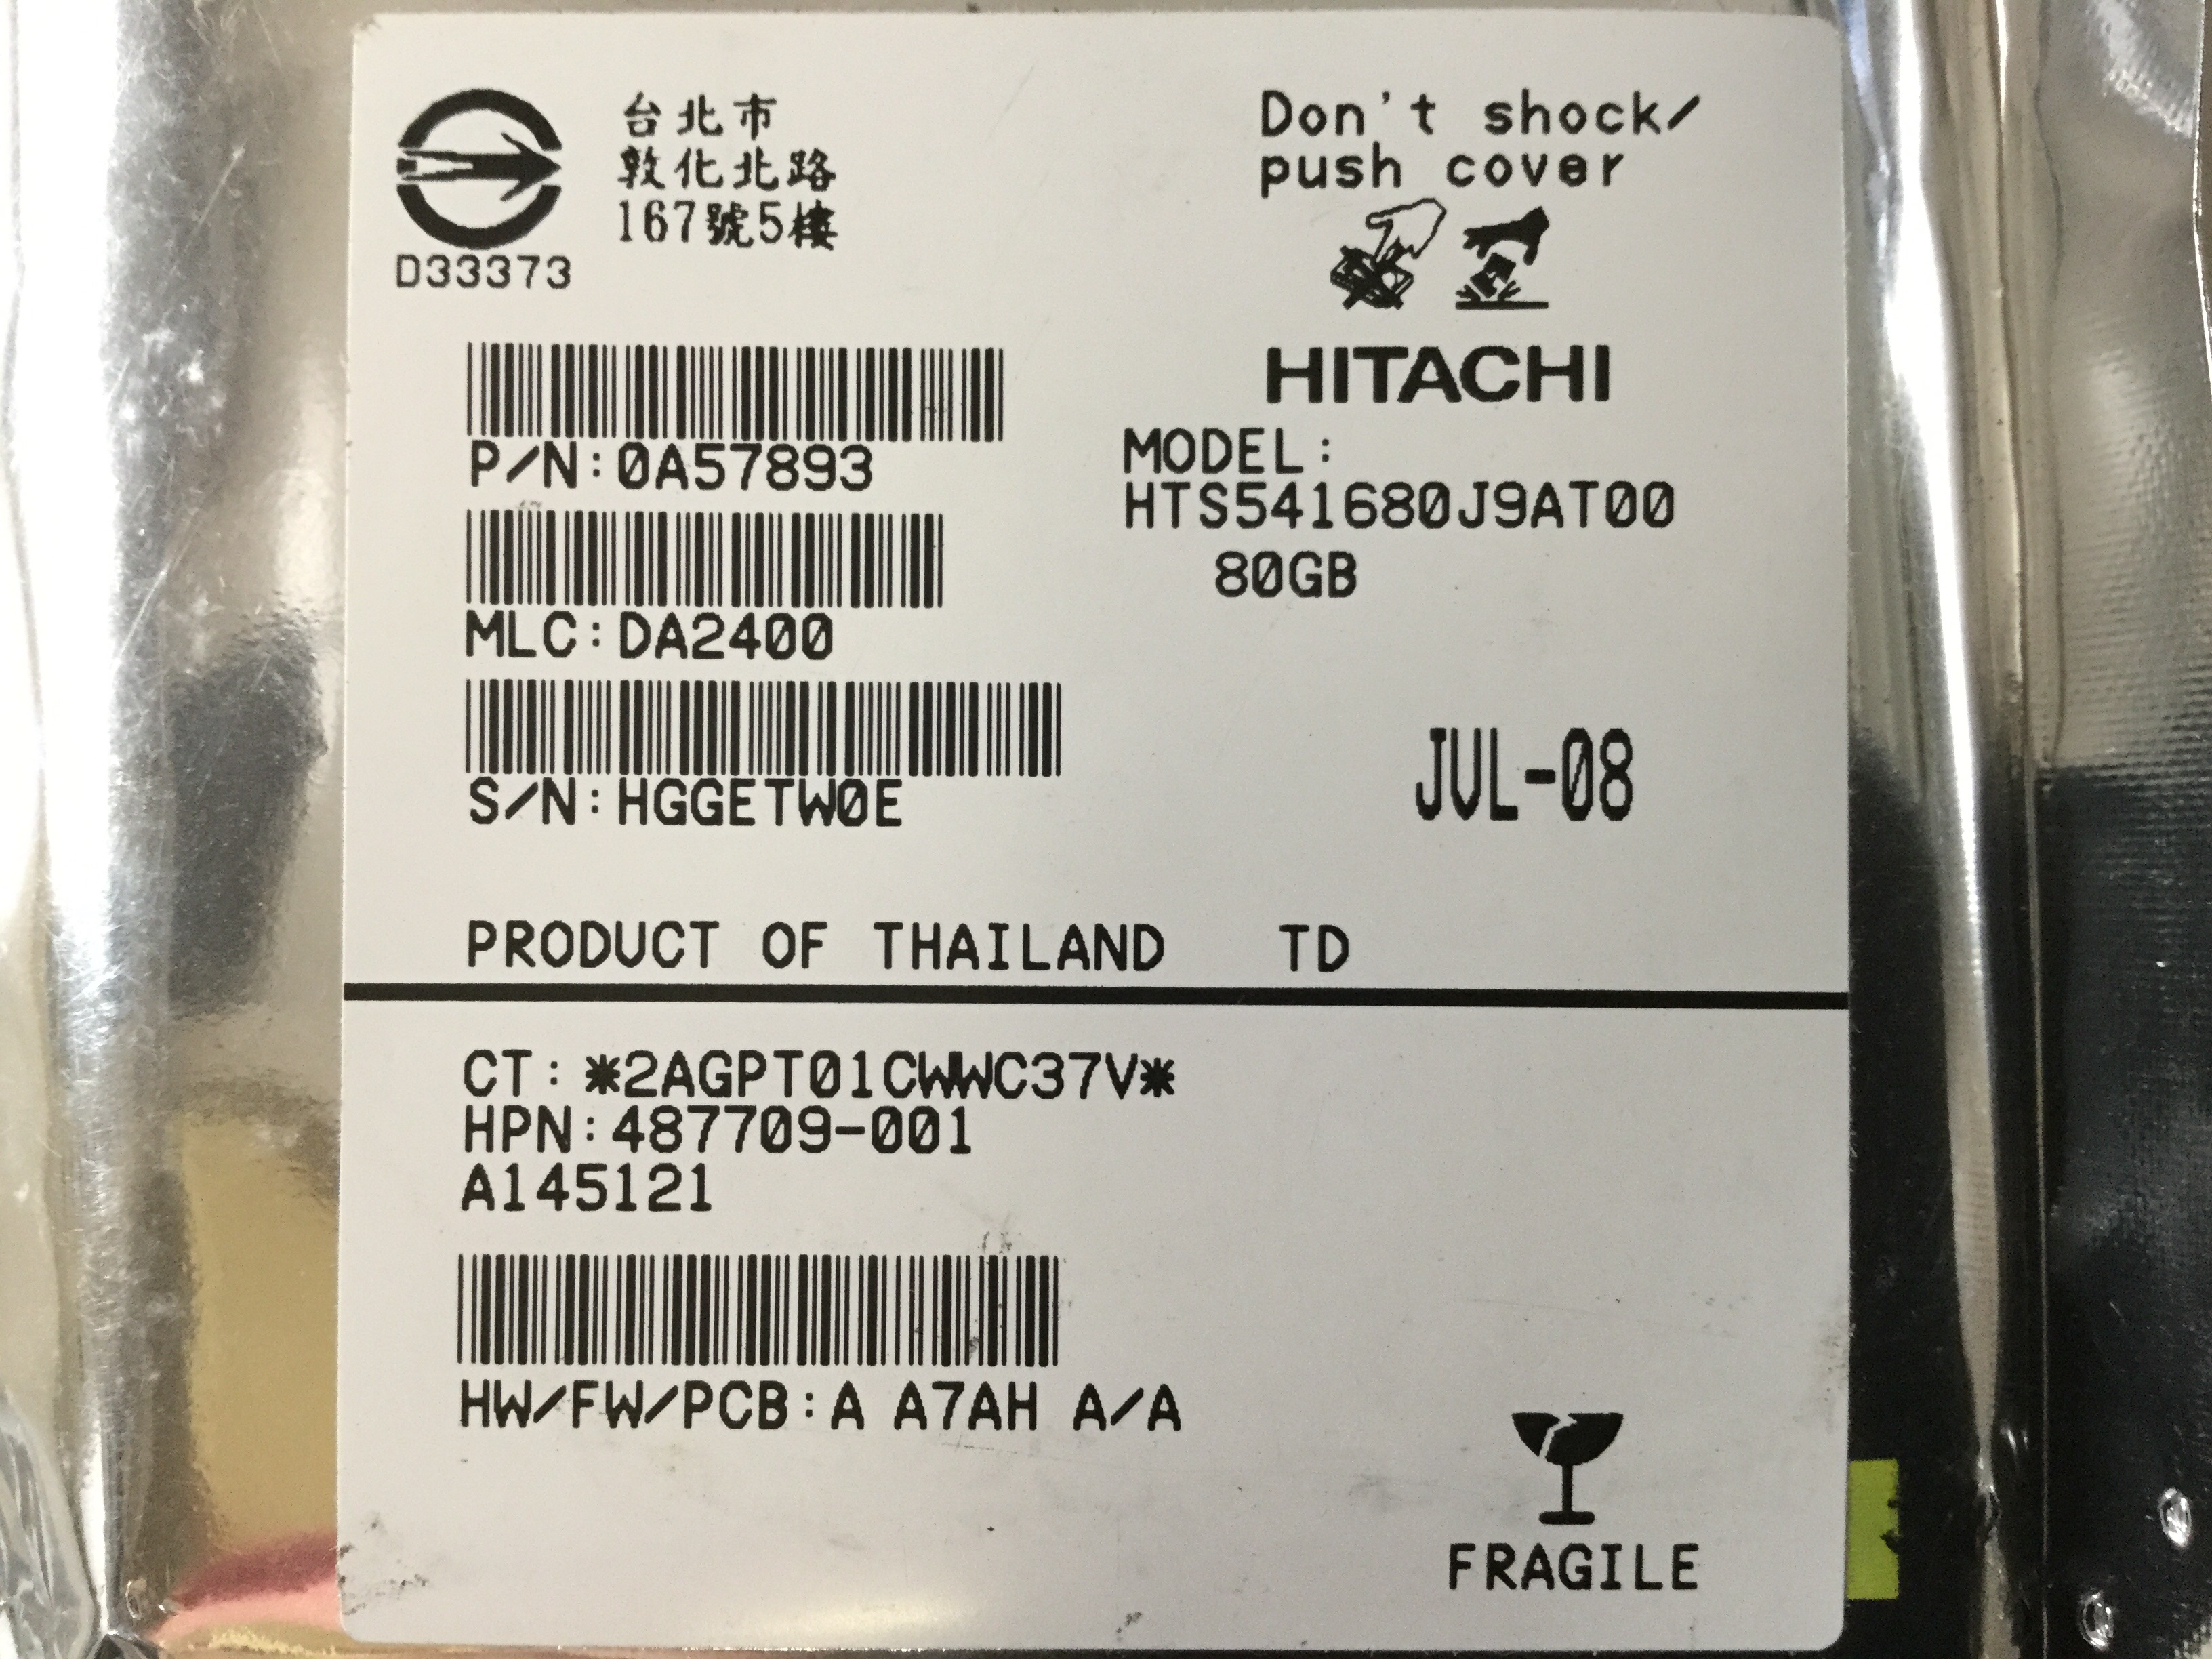 台北市
敦化北路
167號5樓
D33373
Don't shock/
push cover
HITACHI
MODEL:
HTS541680J9AT00
80GB
P/N:0A57893
MLC:DA2400
S/N:HGGETW0E
JUL-08
PRODUCT OF THAILAND TD
CT: *2AGPT01CWWC37V*
HPN:487709-001
A145121
HW/FW/PCB:A A7AH A/A
FRAGILE